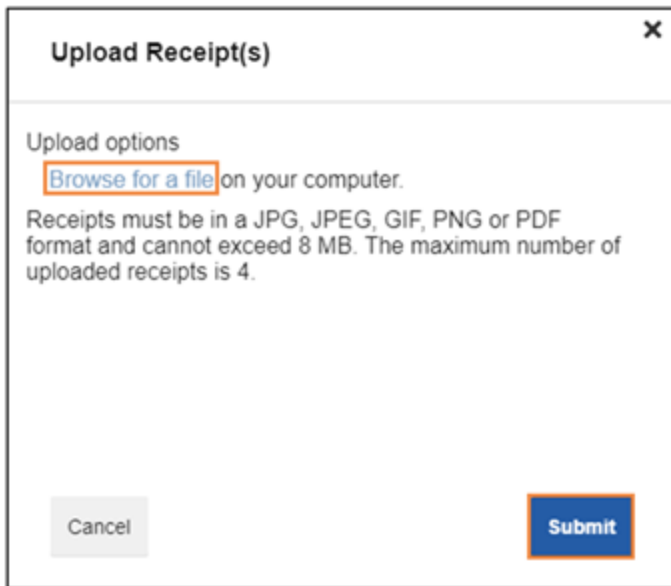 Upload Receipt(s)
Upload options
Browse for a file on your computer.
Receipts must be in a JPG, JPEG, GIF, PNG or PDF
format and cannot exceed 8 MB. The maximum number of
uploaded receipts is 4.
Cancel
Submit